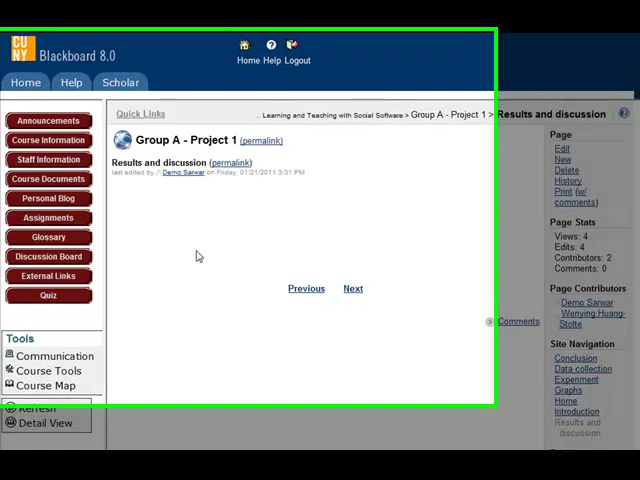 CU
NY
Blackboard 8.0
Home Help Logout
Home
Help
Scholar
Announcements
Course Information
Staff Information
Course Documents
Personal Blog
Assignments
Glossary
Discussion Board
External Links
Quiz
Tools
Communication
Course Tools
Course Map
Refresh
Detail View
Quick Links
... Learning and Teaching with Social Software > Group A - Project 1 > Results and discussion
Group A - Project 1 (permalink)
Results and discussion (permalink)
last edited by Demo Sarwar on Friday, 01/21/2011 3:31 PM
Previous
Next
Comments
Page
Edit
New
Delete
History
Print (w/
comments)
Page Stats
Views: 4
Edits: 4
Contributors: 2
Comments: 0
Page Contributors
Demo Sarwar
Wenying Huang-
Stolte
Site Navigation
Conclusion
Data collection
Experiment
Graphs
Home
Introduction
Results and
discussion